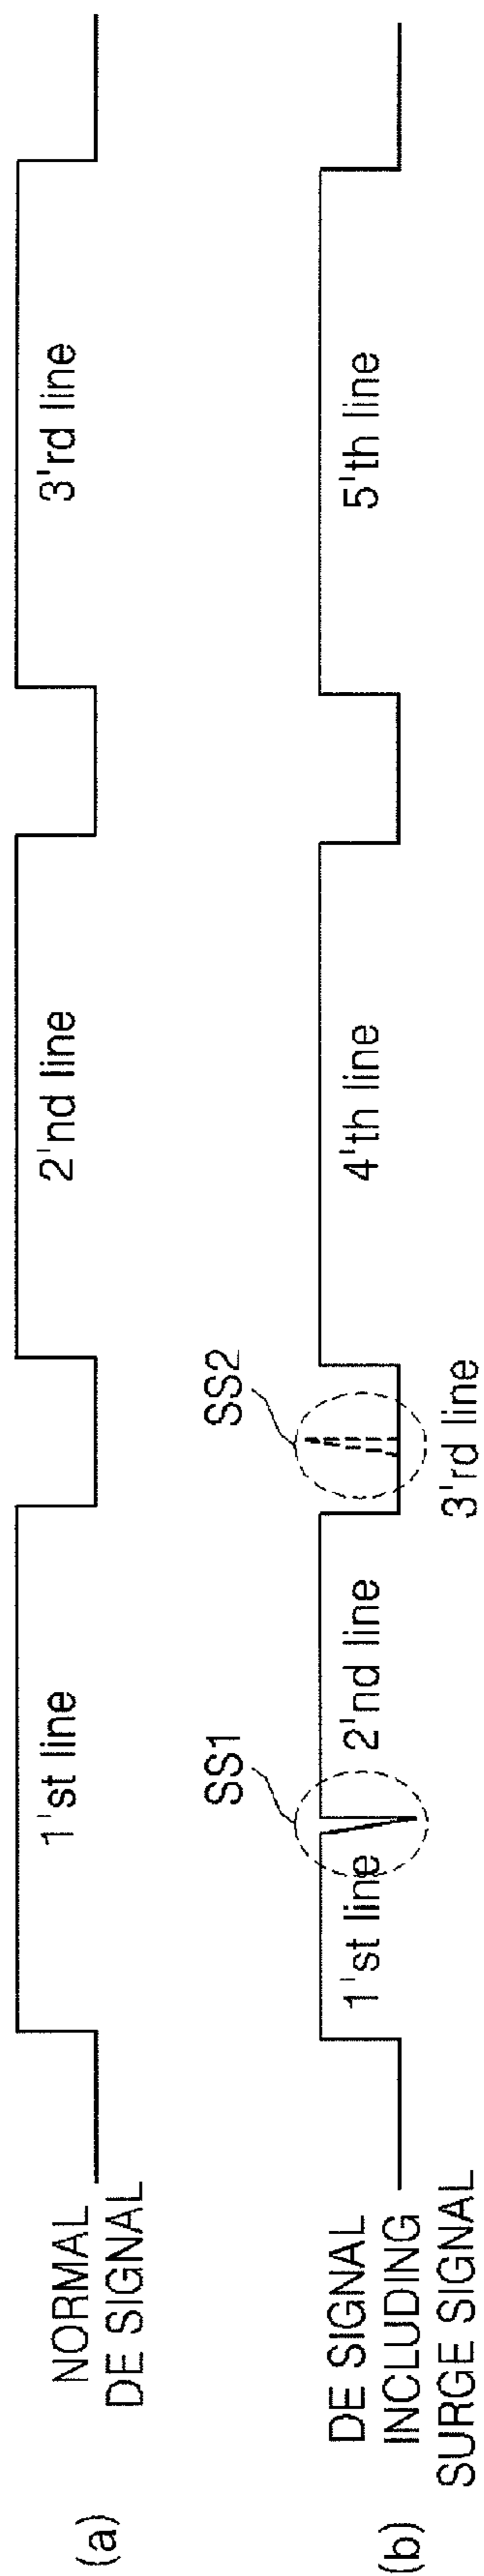 (a)
NORMAL
DE SIGNAL
1'st line
2'nd line
3'rd line
(b)
DE SIGNAL
INCLUDING
SURGE SIGNAL
1'st line
SS1
2'nd line
SS2
3'rd line
4'th line
5'th line